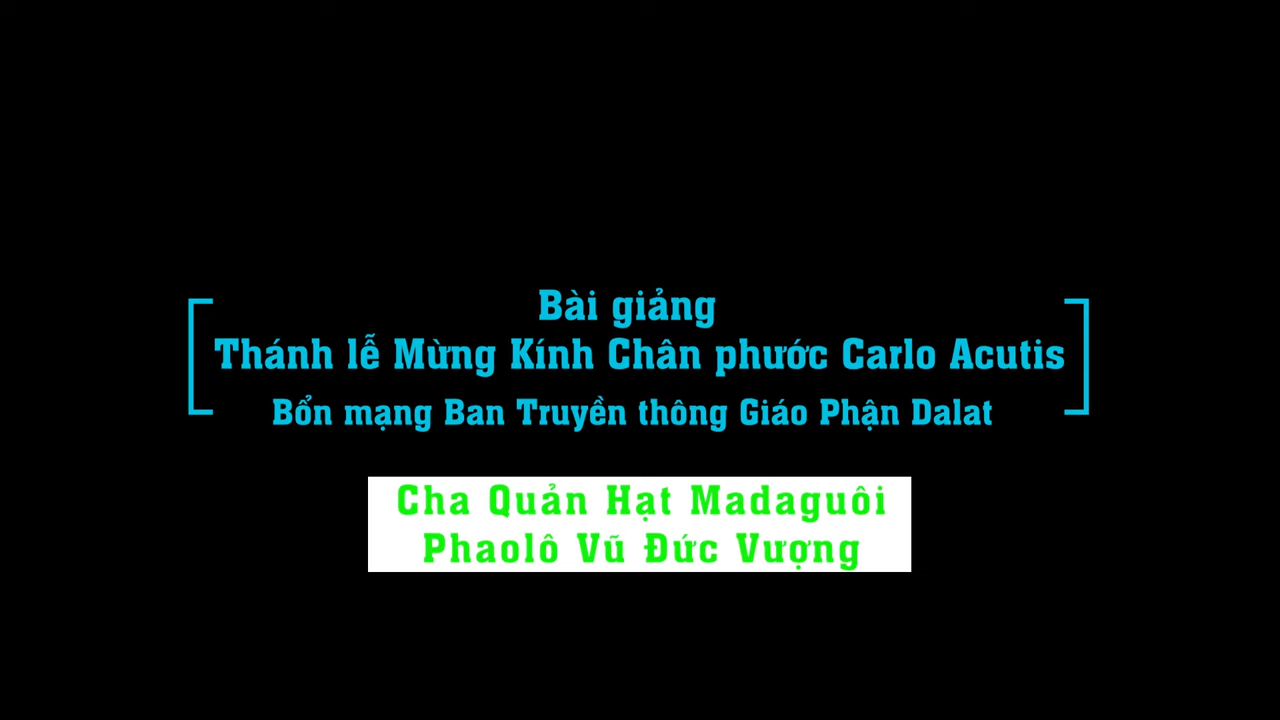 Bài giảng
Thánh lễ Mừng Kính Chân phước Carlo Acutis
Bổn mạng Ban Truyền thông Giáo Phận Dalat
Cha Quản Hạt Madaguôi
Phaolô Vũ Đức Vượng